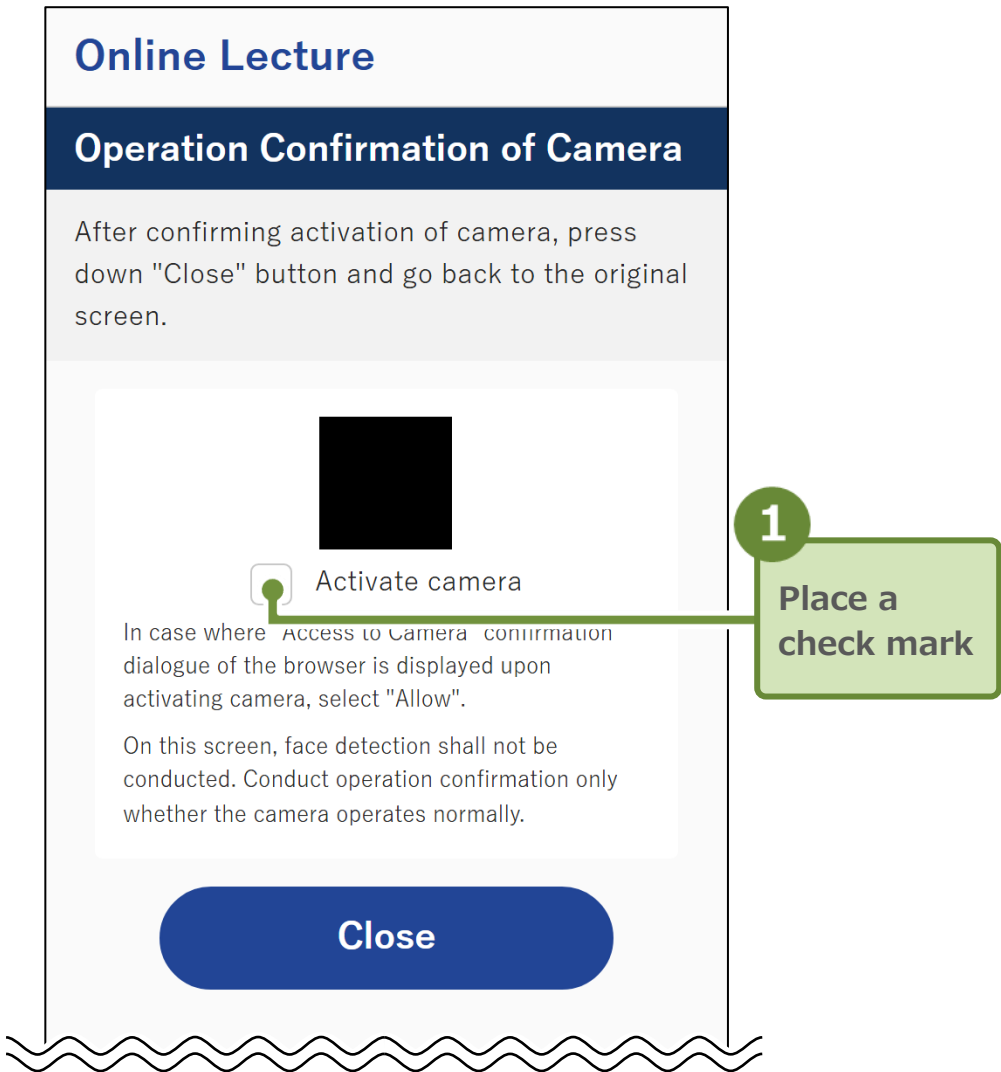 Online Lecture
Operation Confirmation of Camera
After confirming activation of camera, press
down "Close" button and go back to the original
screen.
Activate camera
In case where "Access to Camera" confirmation
dialogue of the browser is displayed upon
activating camera, select "Allow".
On this screen, face detection shall not be
conducted. Conduct operation confirmation only
whether the camera operates normally.
Close
1
Place a
check mark